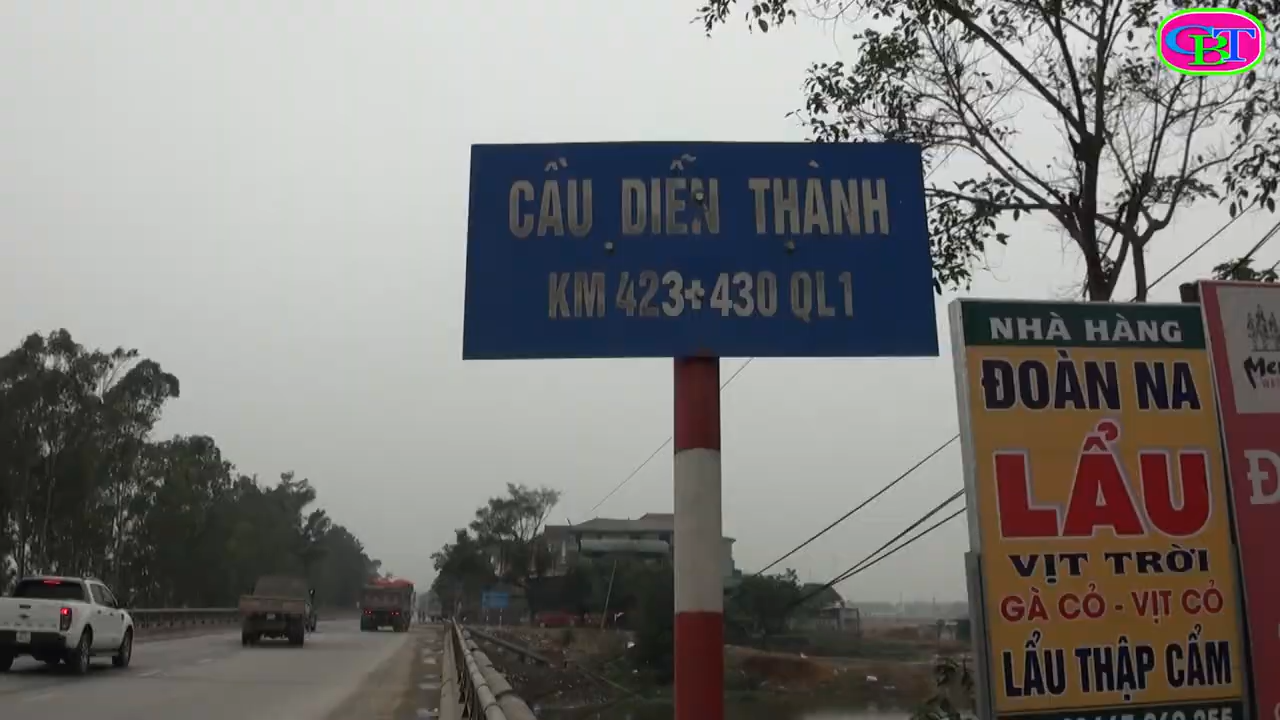 CBT
CẦU DIỄN THÀNH
KM 423+430 QL1
NHÀ HÀNG
ĐOÀN NA
LẨU
VỊT TRỜI
GÀ CỎ - VỊT CỎ
LẨU THẬP CẨM